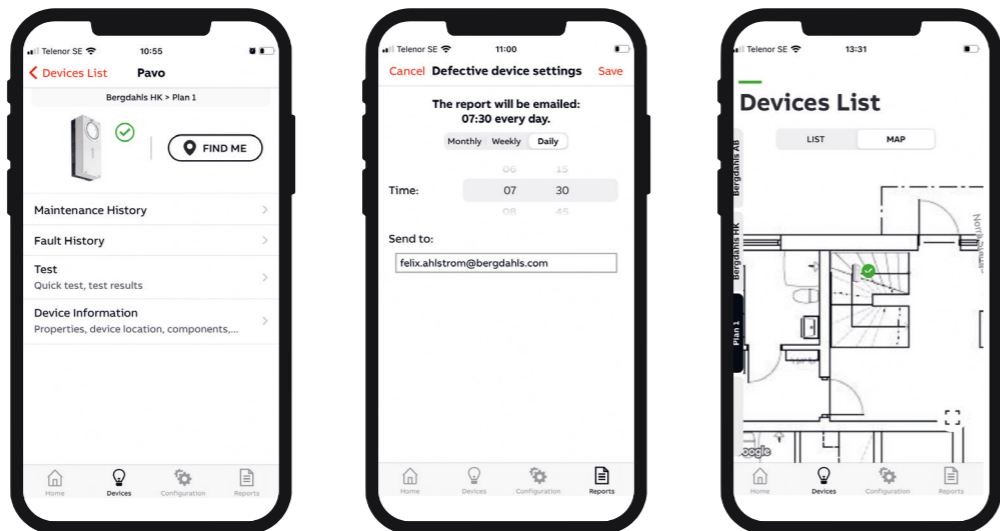 Telenor SE
10:55
Devices List
Pavo
Bergdahls HK > Plan 1
FIND ME
Maintenance History
Fault History
Test
Quick test, test results
Device Information
Properties, device location, components,...
Home
Devices
Configuration
Reports
Telenor SE
11:00
Cancel
Defective device settings
Save
The report will be emailed:
07:30 every day.
Monthly
Weekly
Daily
06 15
Time:
07 30
08 45
Send to:
felix.ahlstrom@bergdahls.com
Home
Devices
Configuration
Reports
Telenor SE
13:31
Devices List
LIST
MAP
Bergdahls AB
Bergdahls HK
Plan 1
Home
Devices
Configuration
Reports